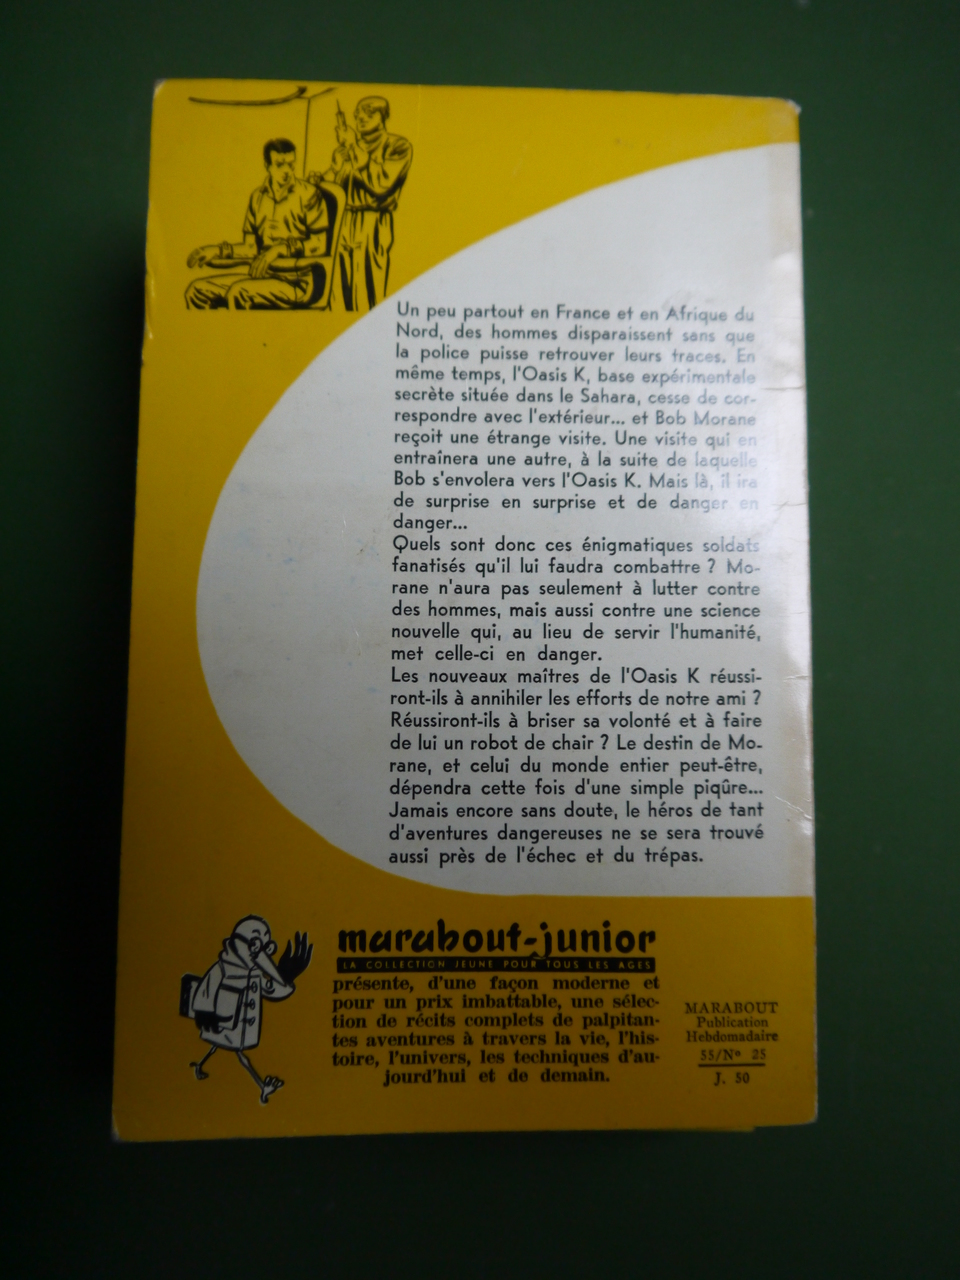 Un peu partout en France et en Afrique du
Nord, des hommes disparaissent sans que
la police puisse retrouver leurs traces. En
même temps, l'Oasis K, base expérimentale
secrète située dans le Sahara, cesse de cor-
respondre avec l'extérieur... et Bob Morane
reçoit une étrange visite. Une visite qui en
entraînera une autre, à la suite de laquelle
Bob s'envolera vers l'Oasis K. Mais là, il ira
de surprise en surprise et de danger en
danger...
Quels sont donc ces énigmatiques soldats
fanatisés qu'il lui faudra combattre ? Mo-
rane n'aura pas seulement à lutter contre
des hommes, mais aussi contre une science
nouvelle qui, au lieu de servir l'humanité,
met celle-ci en danger.
Les nouveaux maîtres de l'Oasis K réussi-
ront-ils à annihiler les efforts de notre ami ?
Réussiront-ils à briser sa volonté et à faire
de lui un robot de chair ? Le destin de Mo-
rane, et celui du monde entier peut-être,
dépendra cette fois d'une simple piqûre...
Jamais encore sans doute, le héros de tant
d'aventures dangereuses ne se sera trouvé
aussi près de l'échec et du trépas.
marabout-junior
LA COLLECTION JEUNE POUR TOUS LES AGES
présente, d'une façon moderne et
pour un prix imbattable, une sélec-
tion de récits complets de palpitan-
tes aventures à travers la vie, l'his-
toire, l'univers, les techniques d'au-
jourd'hui et de demain.
MARABOUT
Publication
Hebdomadaire
55/Nº 25
J. 50